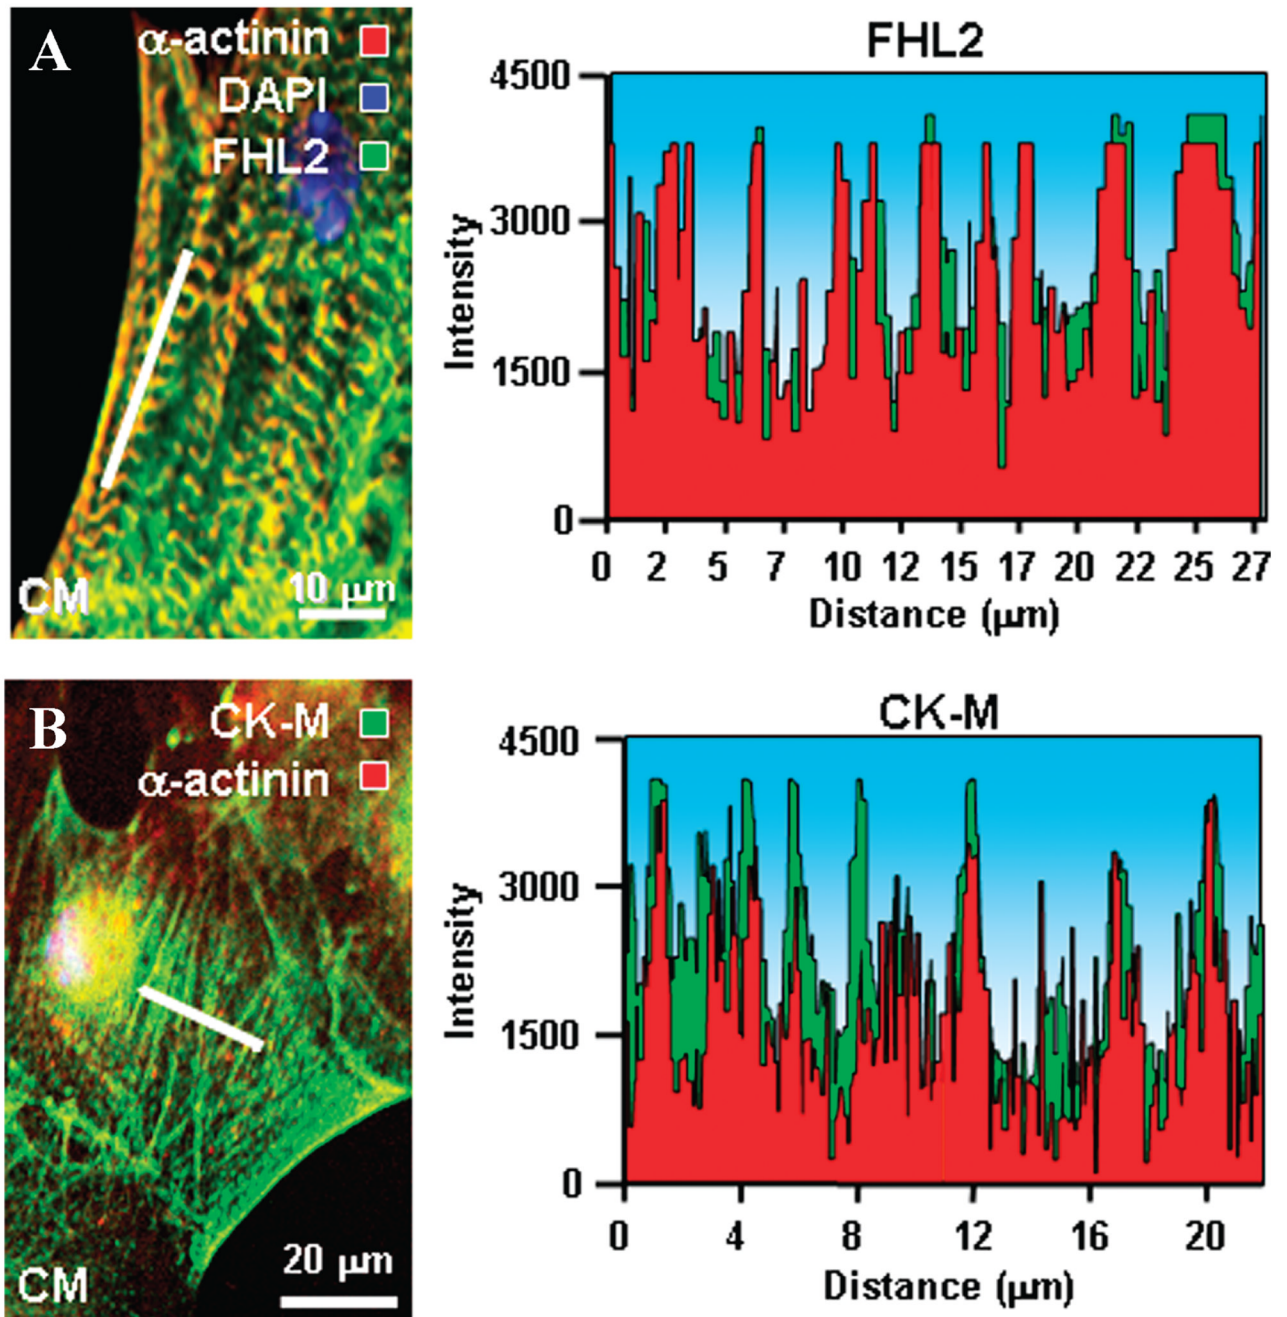 A
α-actinin
DAPI
FHL2
CM
10 μm
FHL2
4500
3000
1500
0
Intensity
0 2 5 7 10 12 15 17 20 22 25 27
Distance (μm)
B
CK-M
α-actinin
CM
20 μm
CK-M
4500
3000
1500
0
Intensity
0 4 8 12 16 20
Distance (μm)